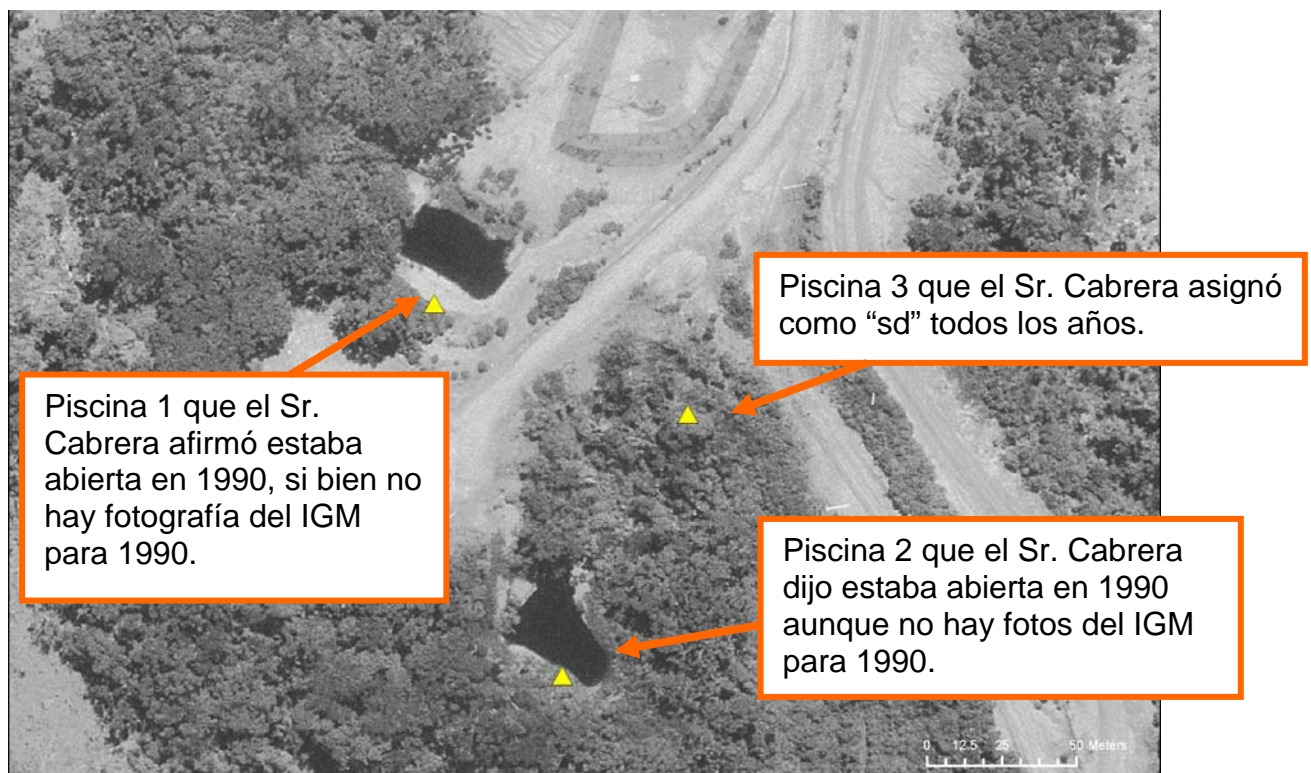 Piscina 3 que el Sr. Cabrera asignó
como “sd” todos los años.
Piscina 1 que el Sr.
Cabrera afirmó estaba
abierta en 1990, si bien no
hay fotografía del IGM
para 1990.
Piscina 2 que el Sr. Cabrera
dijo estaba abierta en 1990
aunque no hay fotos del IGM
para 1990.
0 12.5 25 50 Meters